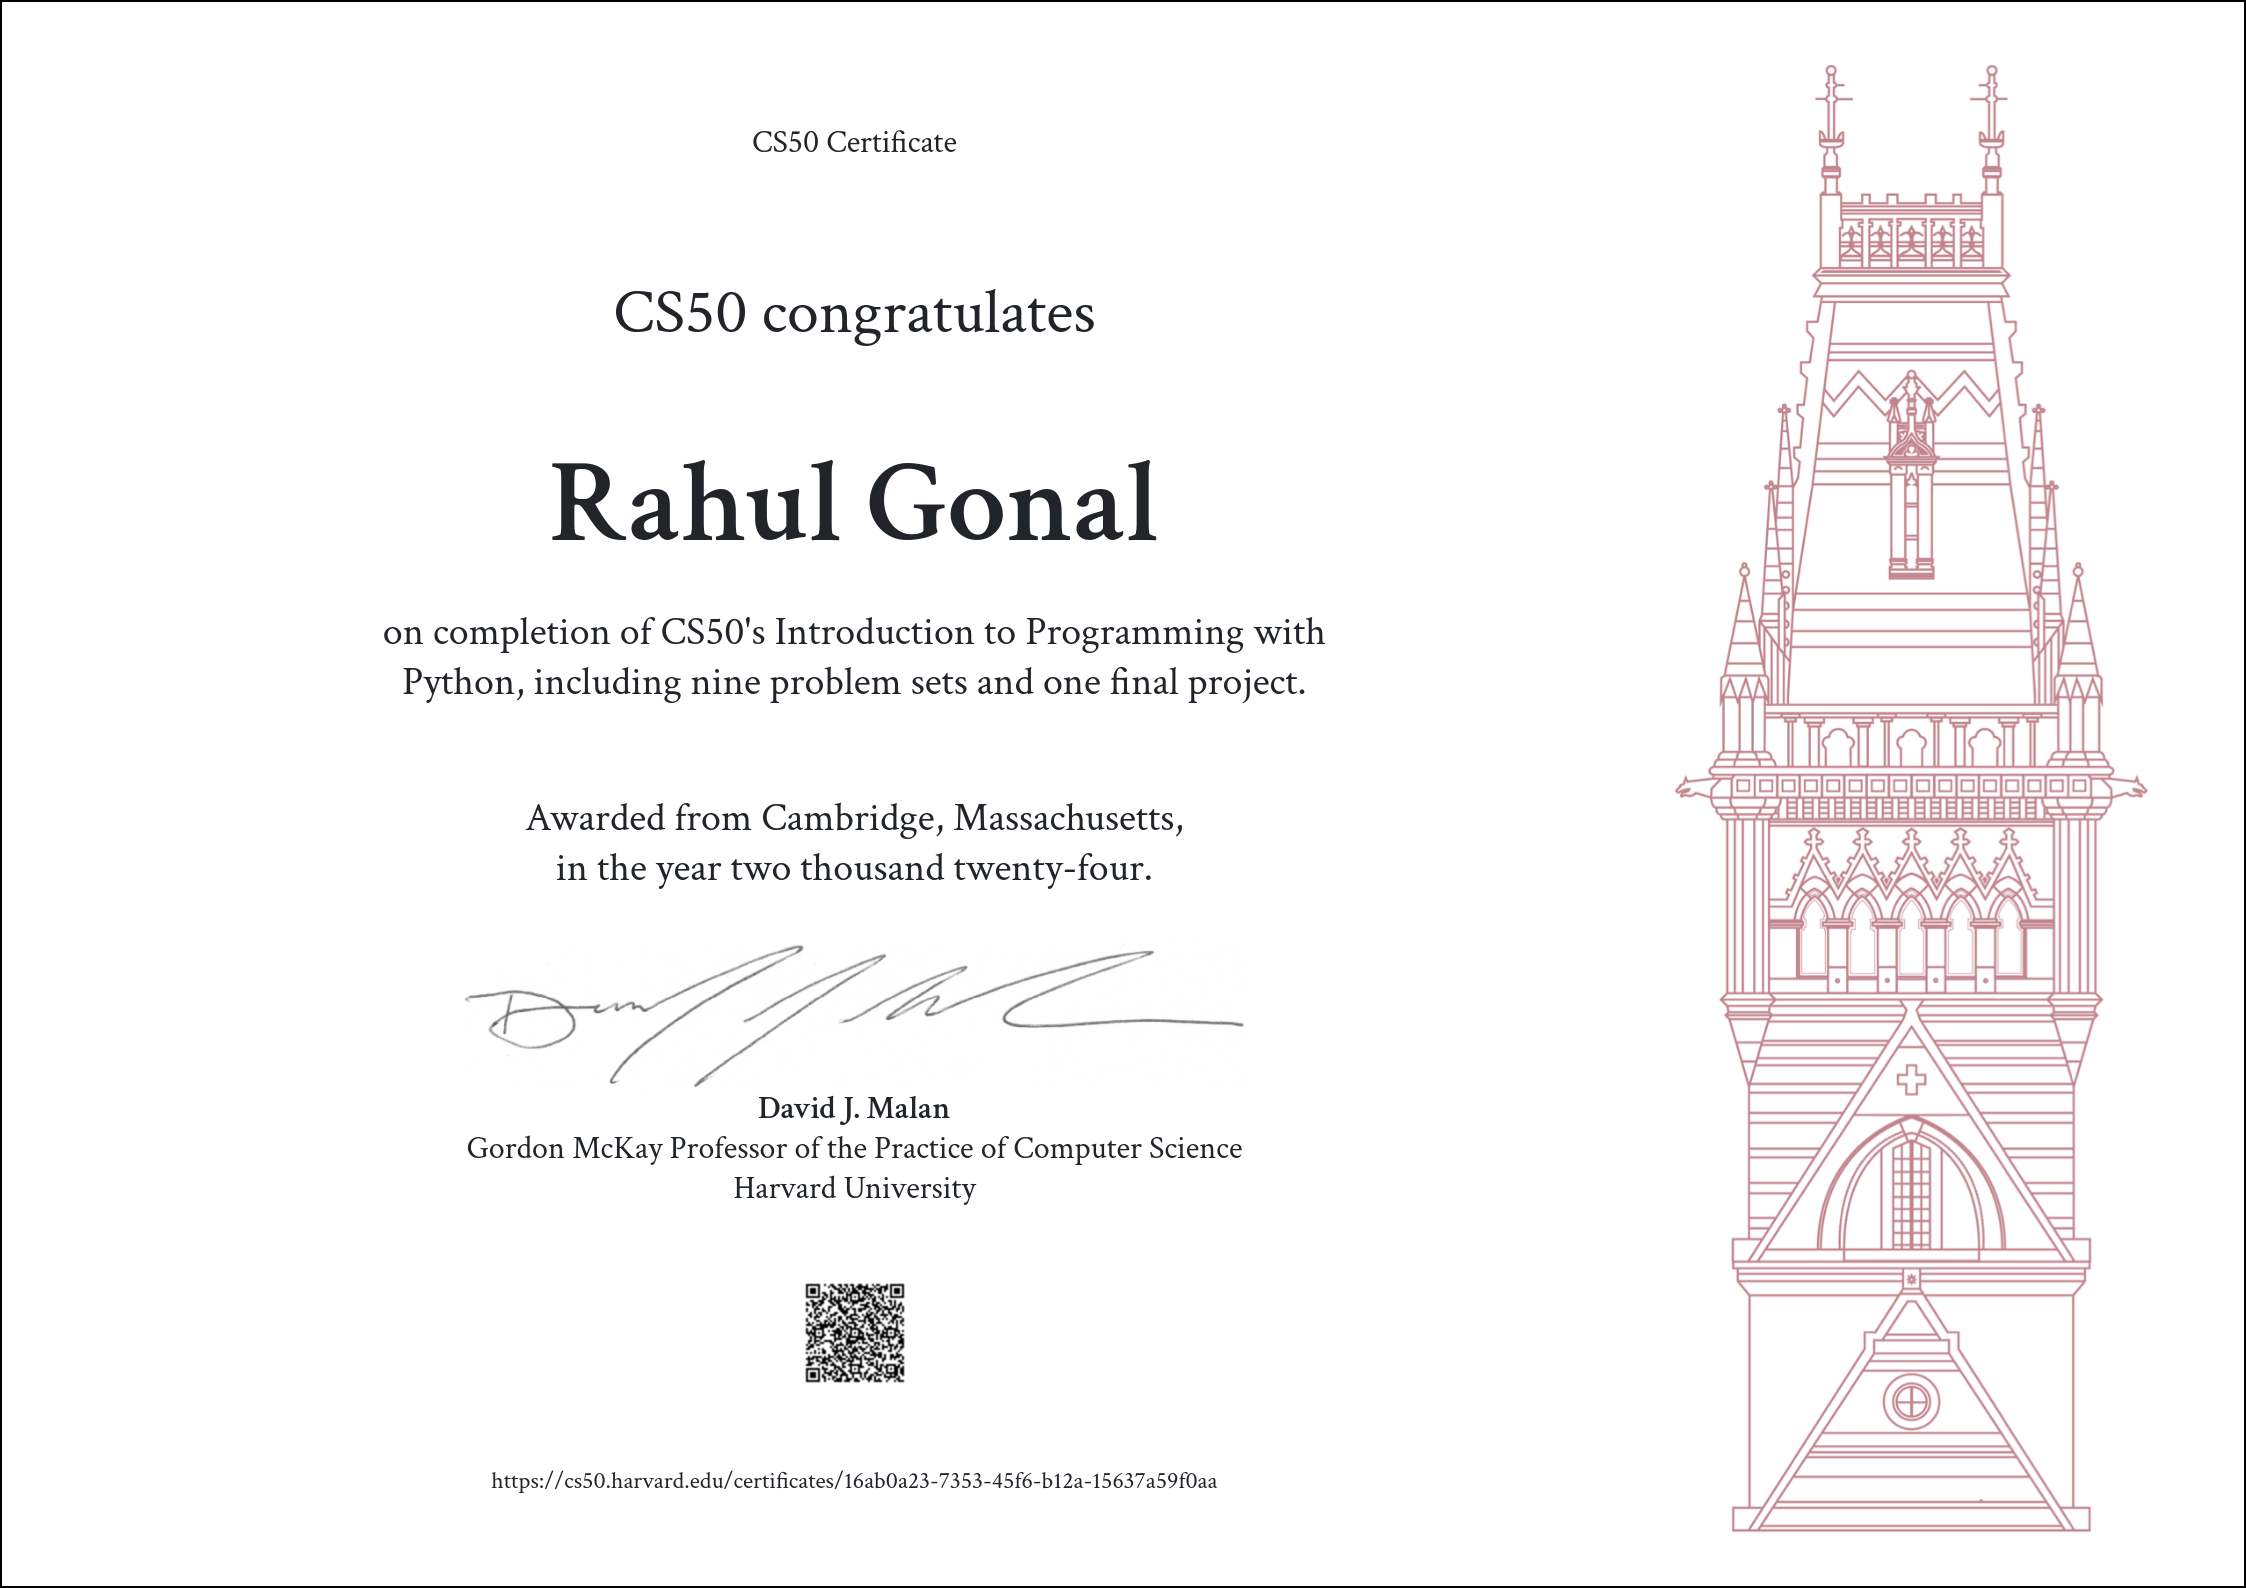 CS50 Certificate
CS50 congratulates
Rahul Gonal
on completion of CS50's Introduction to Programming with
Python, including nine problem sets and one final project.
Awarded from Cambridge, Massachusetts,
in the year two thousand twenty-four.
David J. Malan
Gordon McKay Professor of the Practice of Computer Science
Harvard University
https://cs50.harvard.edu/certificates/16ab0a23-7353-45f6-b12a-15637a59f0aa